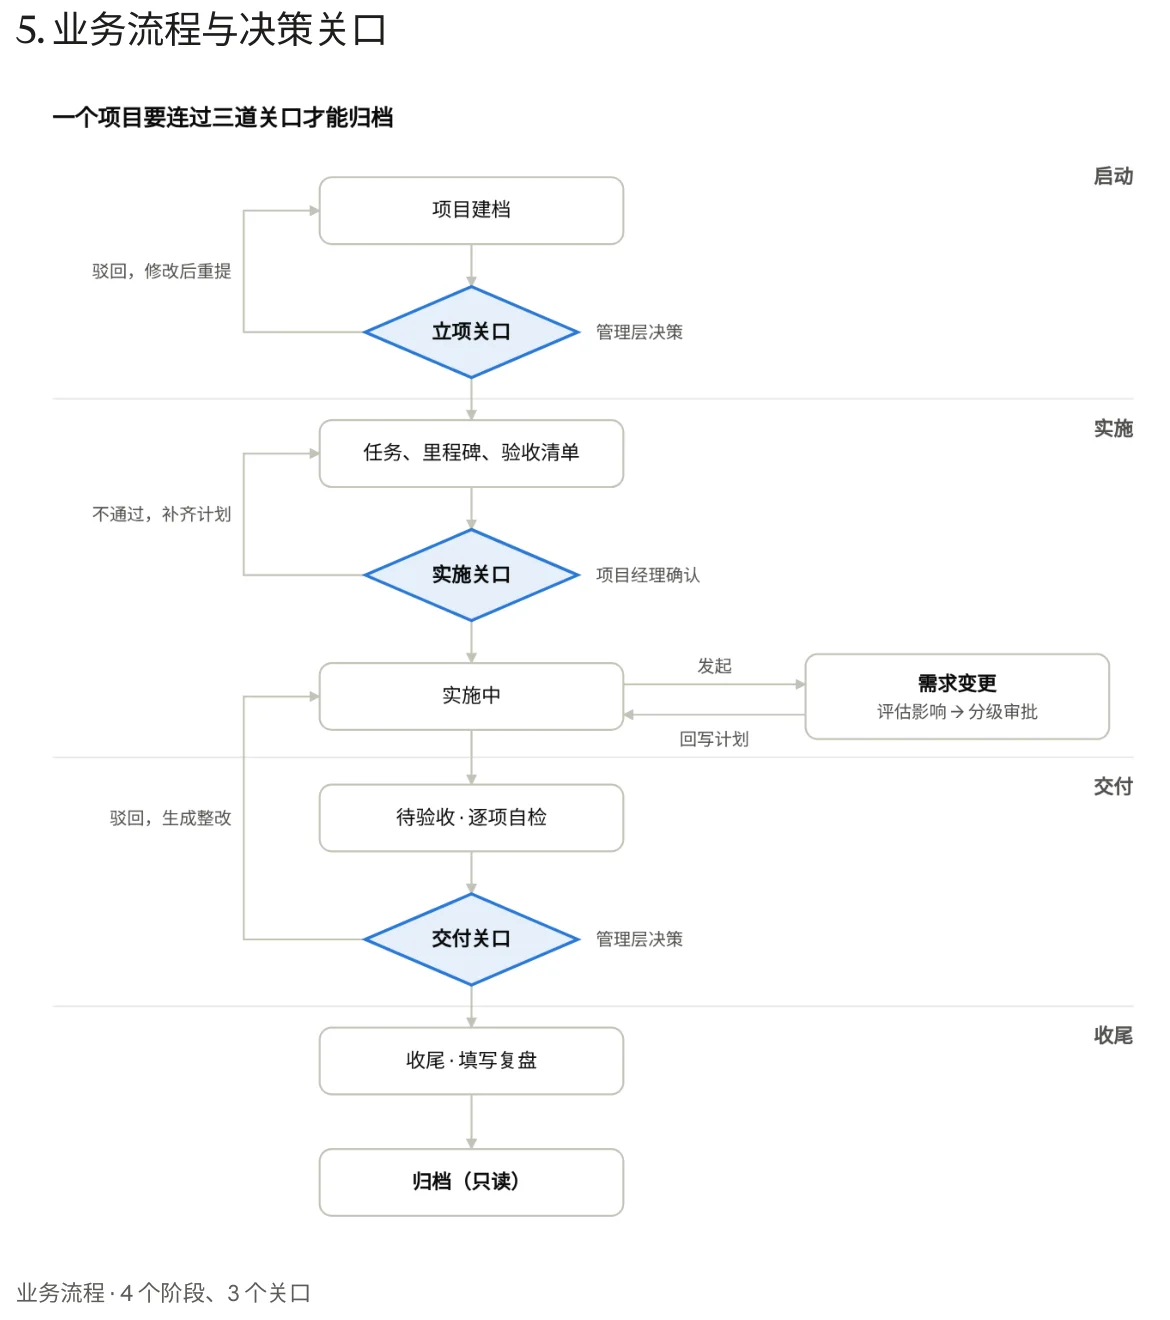 5. 业务流程与决策关口
一个项目要连过三道关口才能归档
启动
项目建档
驳回，修改后重提
立项关口
管理层决策
实施
任务、里程碑、验收清单
不通过，补齐计划
实施关口
项目经理确认
发起
实施中
需求变更
评估影响→分级审批
回写计划
交付
驳回，生成整改
待验收·逐项自检
交付关口
管理层决策
收尾
收尾·填写复盘
归档（只读）
业务流程·4 个阶段、3 个关口